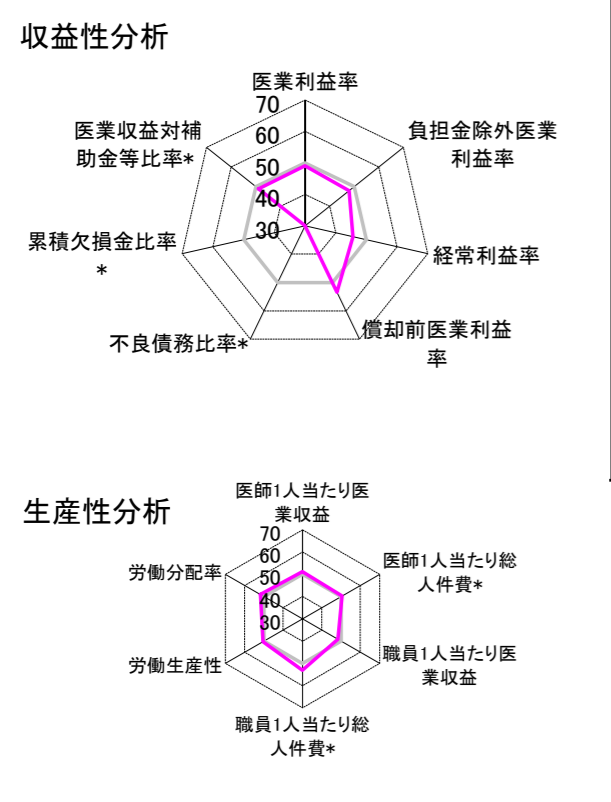 収益性分析
医業利益率
70
60
50
40
30
負担金除外医業
利益率
経常利益率
償却前医業利益
率
不良債務比率*
累積欠損金比率
*
医業収益対補
助金等比率*
生産性分析
医師1人当たり医
業収益
70
60
50
40
30
医師1人当たり総
人件費*
職員1人当たり医
業収益
職員1人当たり総
人件費*
労働生産性
労働分配率